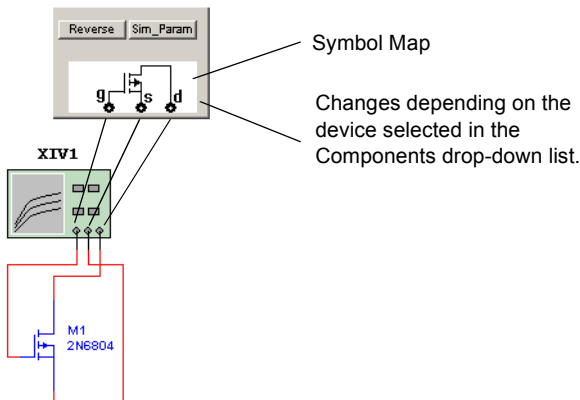 Reverse Sim_Param
Symbol Map
g s d
Changes depending on the
device selected in the
Components drop-down list.
XIV1
M1
2N6804